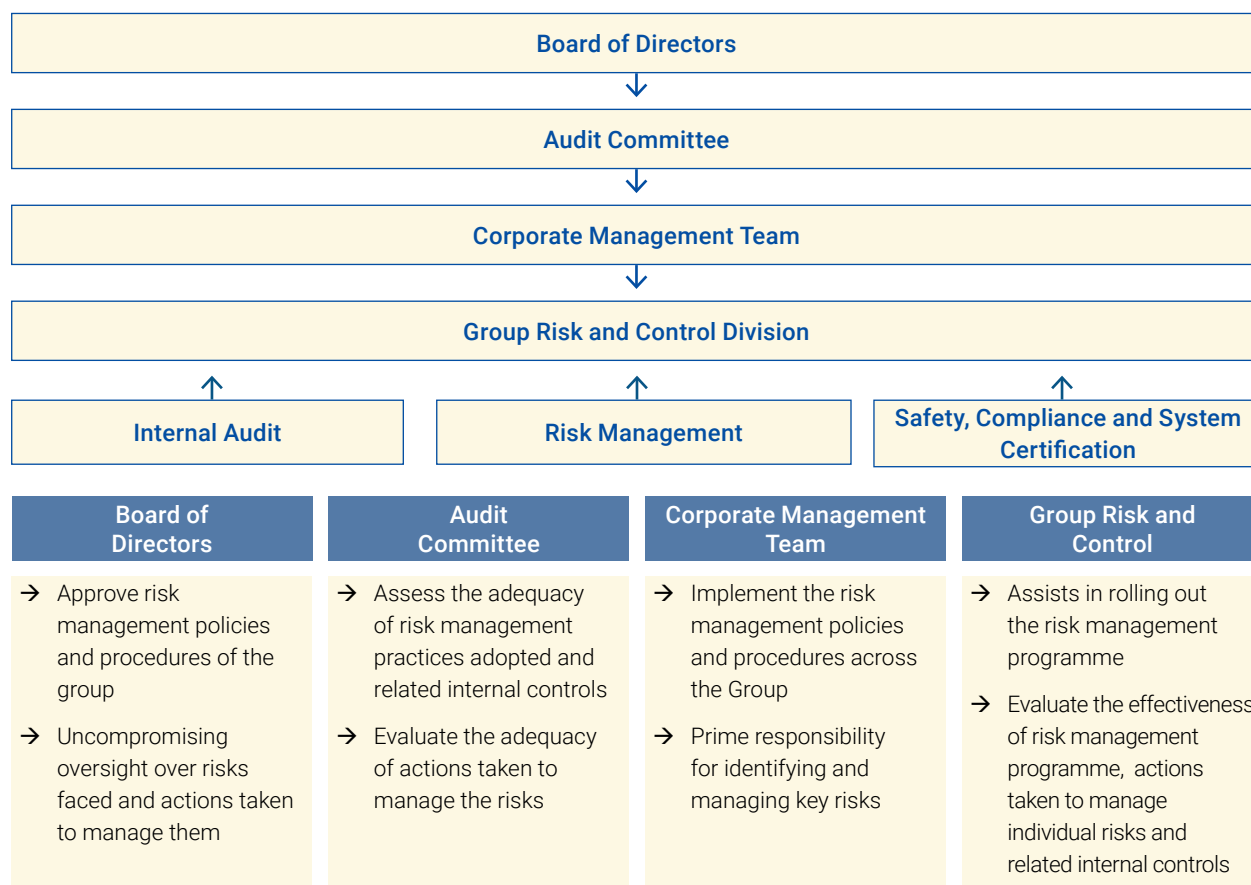 Board of Directors
Audit Committee
Corporate Management Team
Group Risk and Control Division
Internal Audit
Risk Management
Safety, Compliance and System
Certification
Board of
Directors
→ Approve risk
management policies
and procedures of the
group
→ Uncompromising
oversight over risks
faced and actions taken
to manage them
Audit
Committee
→ Assess the adequacy
of risk management
practices adopted and
related internal controls
→ Evaluate the adequacy
of actions taken to
manage the risks
Corporate Management
Team
→ Implement the risk
management policies
and procedures across
the Group
→ Prime responsibility
for identifying and
managing key risks
Group Risk and
Control
→ Assists in rolling out
the risk management
programme
→ Evaluate the effectiveness
of risk management
programme, actions
taken to manage
individual risks and
related internal controls